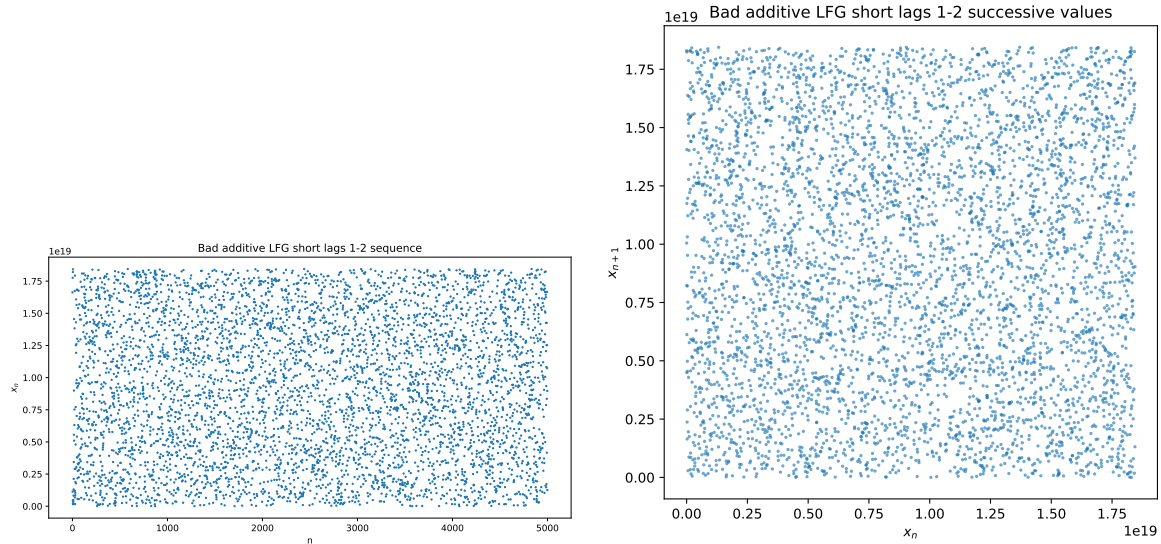 Bad additive LFG short lags 1-2 sequence
1e19
1.75
1.50
1.25
1.00
0.75
0.50
0.25
0.00
xₙ
0 1000 2000 3000 4000 5000
n
Bad additive LFG short lags 1-2 successive values
1e19
1.75
1.50
1.25
1.00
0.75
0.50
0.25
0.00
xₙ₊₁
0.00 0.25 0.50 0.75 1.00 1.25 1.50 1.75
1e19
xₙ